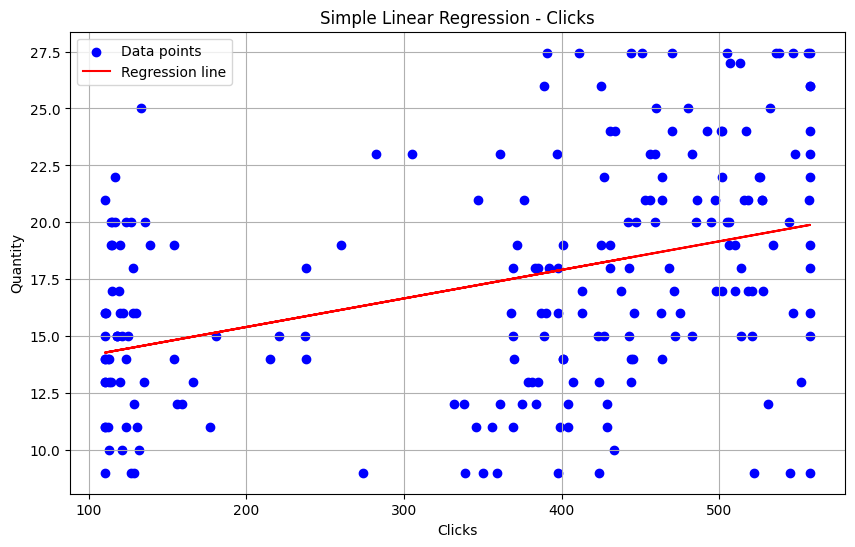 Simple Linear Regression - Clicks
Data points
Regression line
27.5
25.0
22.5
20.0
17.5
15.0
12.5
10.0
Quantity
100 200 300 400 500
Clicks